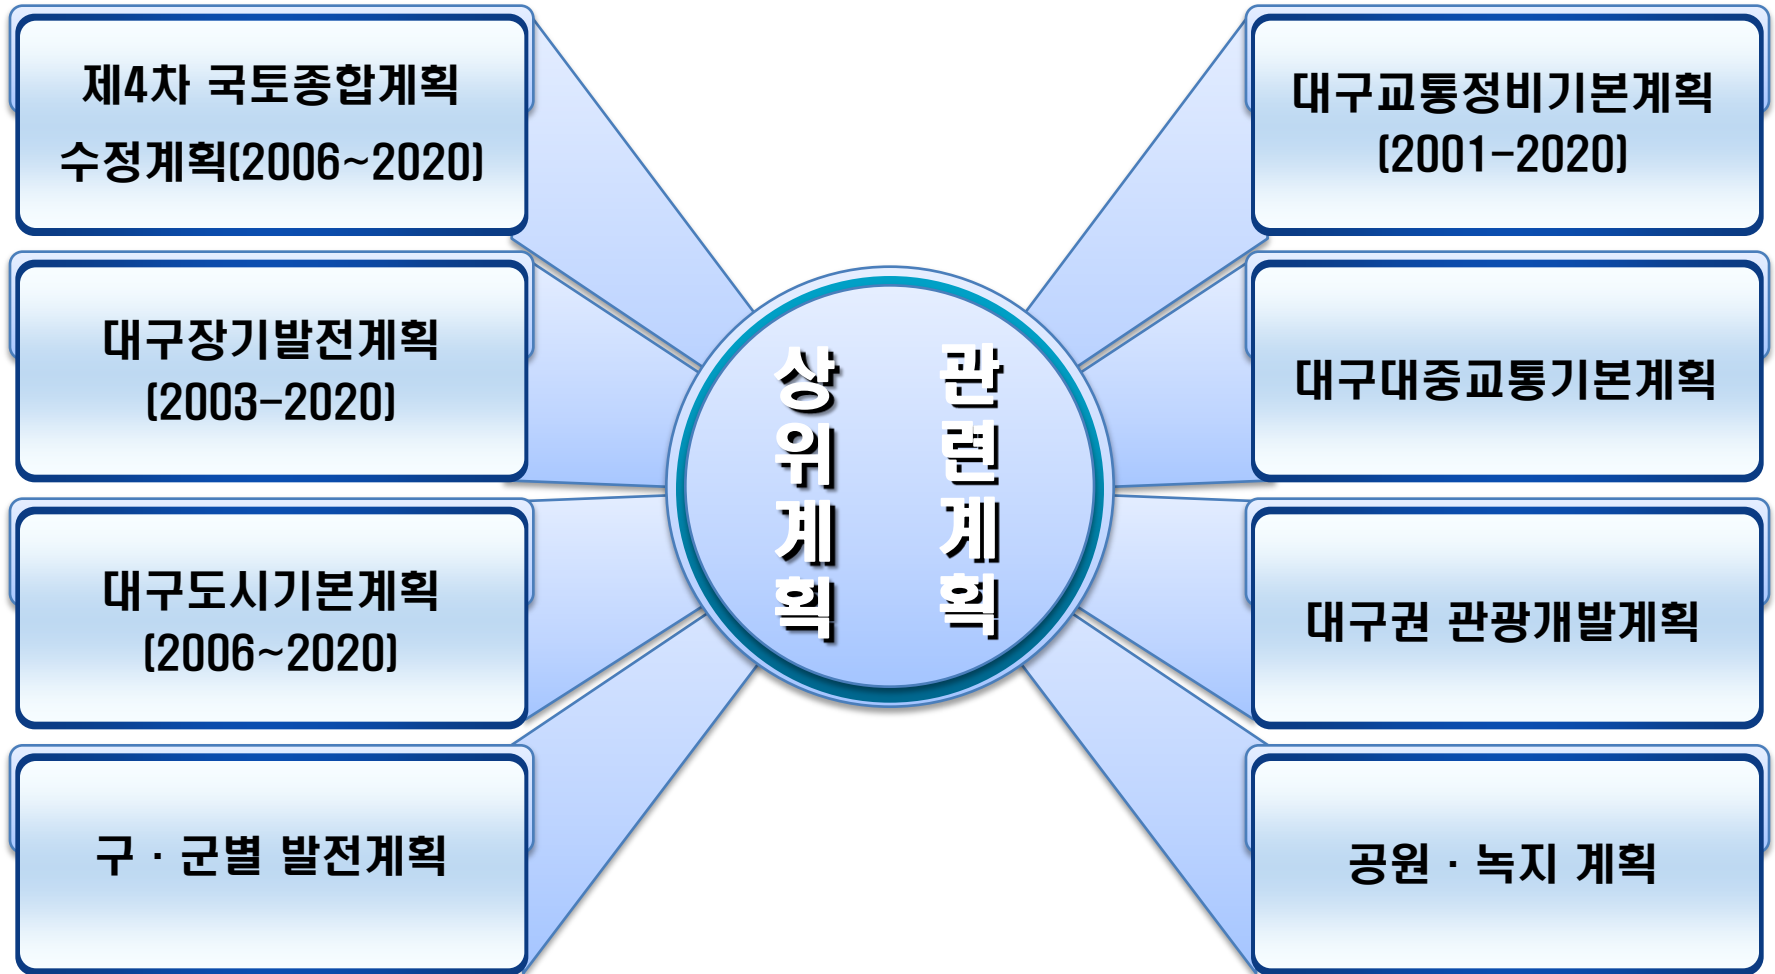 제4차 국토종합계획
수정계획(2006~2020)
대구장기발전계획
(2003-2020)
대구도시기본계획
(2006~2020)
구 · 군별 발전계획
상위계획
관련계획
대구교통정비기본계획
(2001-2020)
대구대중교통기본계획
대구권 관광개발계획
공원 · 녹지 계획